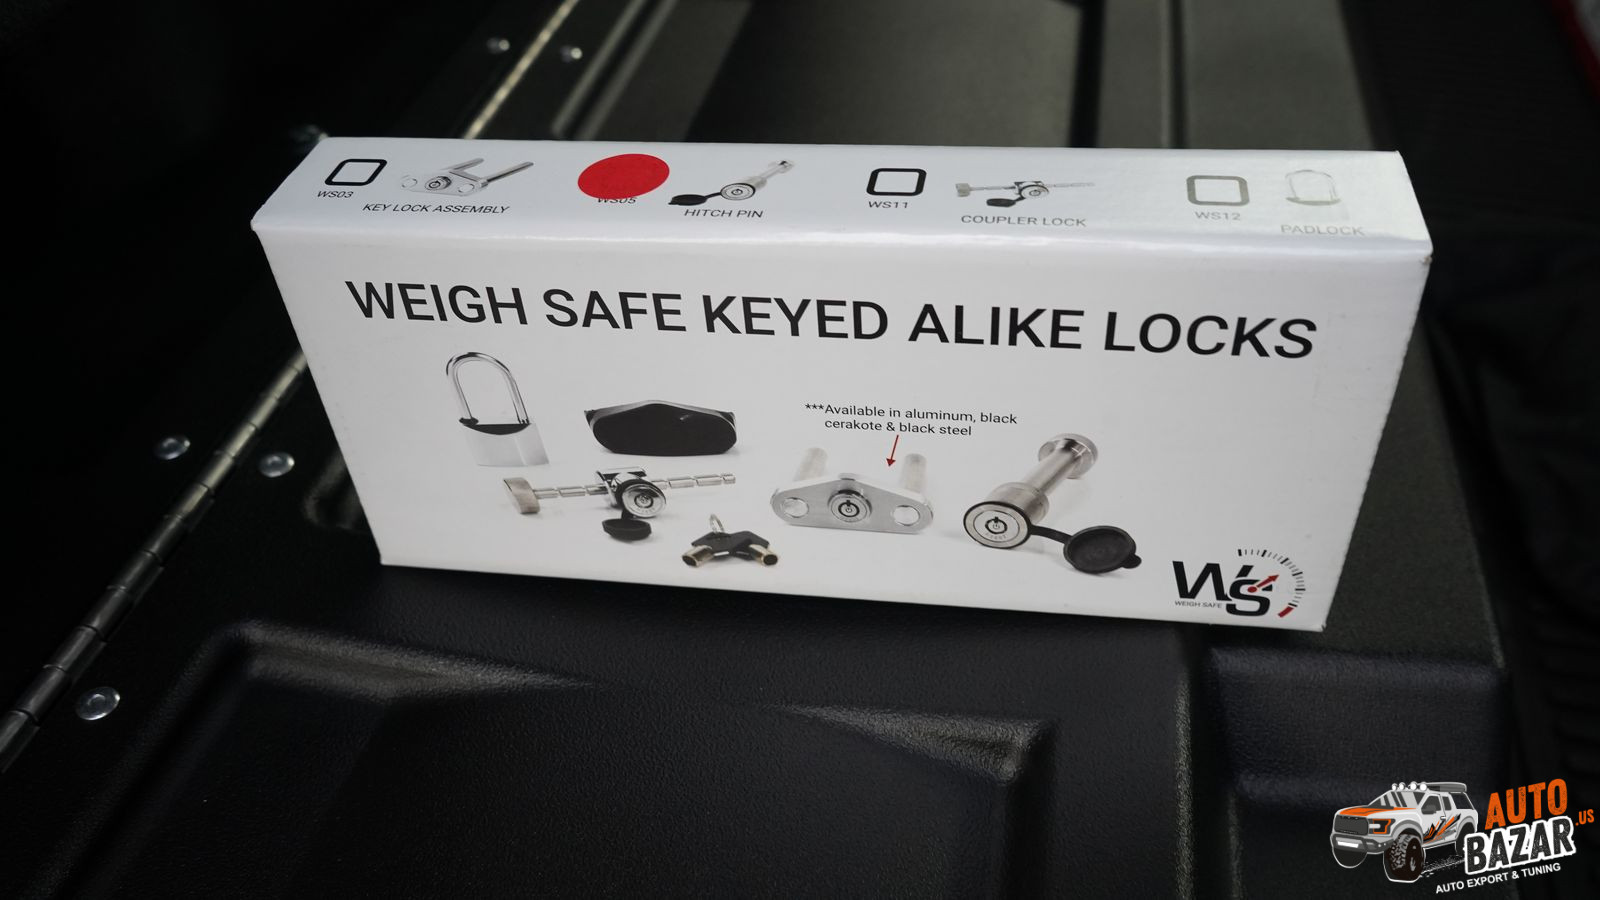 WS03
KEY LOCK ASSEMBLY
WS05
HITCH PIN
WS11
COUPLER LOCK
WS12
PADLOCK
WEIGH SAFE KEYED ALIKE LOCKS
***Available in aluminum, black
cerakote & black steel
WS
WEIGH SAFE
AUTO
BAZAR.US
AUTO EXPORT & TUNING